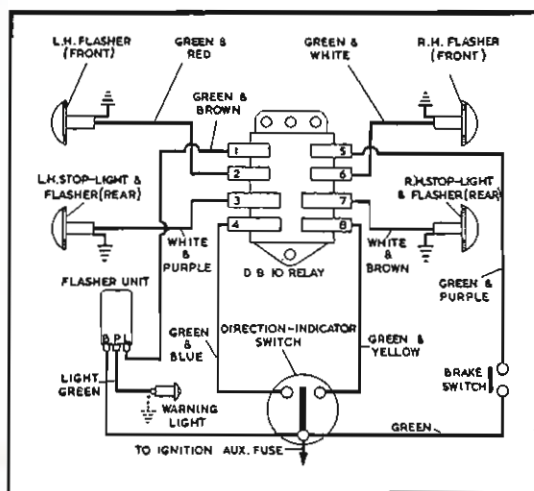 L.H. FLASHER
(FRONT)
GREEN &
RED
GREEN &
WHITE
R.H. FLASHER
(FRONT)
GREEN &
BROWN
1
2
3
4
5
6
7
8
L.H. STOP-LIGHT &
FLASHER (REAR)
R.H. STOP-LIGHT
& FLASHER (REAR)
WHITE
&
PURPLE
D B 10 RELAY
WHITE
&
BROWN
FLASHER UNIT
B P L
GREEN
&
PURPLE
GREEN
&
BLUE
DIRECTION-INDICATOR
SWITCH
GREEN
&
YELLOW
LIGHT
GREEN
WARNING
LIGHT
BRAKE
SWITCH
GREEN
TO IGNITION AUX. FUSE